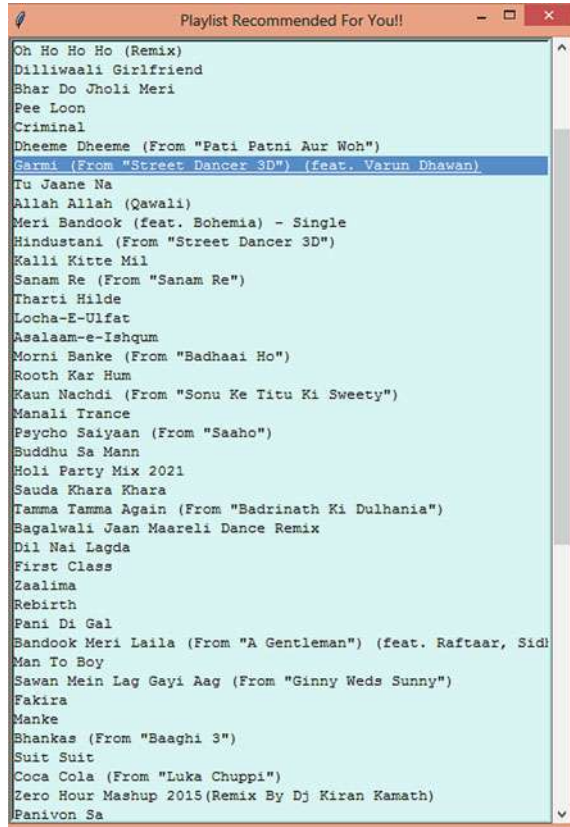 Playlist Recommended For You!!
Oh Ho Ho Ho (Remix)
Dilliwaali Girlfriend
Bhar Do Jholi Meri
Pee Loon
Criminal
Dheeme Dheeme (From "Pati Patni Aur Woh")
Garmi (From "Street Dancer 3D") (feat. Varun Dhawan)
Tu Jaane Na
Allah Allah (Qawali)
Meri Bandook (feat. Bohemia) - Single
Hindustani (From "Street Dancer 3D")
Kalli Kitte Mil
Sanam Re (From "Sanam Re")
Tharti Hilde
Locha-E-Ulfat
Asalaam-e-Ishqum
Morni Banke (From "Badhaai Ho")
Rooth Kar Hum
Kaun Nachdi (From "Sonu Ke Titu Ki Sweety")
Manali Trance
Psycho Saiyaan (From "Saaho")
Buddhu Sa Mann
Holi Party Mix 2021
Sauda Khara Khara
Tamma Tamma Again (From "Badrinath Ki Dulhania")
Bagalwali Jaan Maareli Dance Remix
Dil Nai Lagda
First Class
Zaalima
Rebirth
Pani Di Gal
Bandook Meri Laila (From "A Gentleman") (feat. Raftaar, Sidh
Man To Boy
Sawan Mein Lag Gayi Aag (From "Ginny Weds Sunny")
Fakira
Manke
Bhankas (From "Baaghi 3")
Suit Suit
Coca Cola (From "Luka Chuppi")
Zero Hour Mashup 2015(Remix By Dj Kiran Kamath)
Panivon Sa